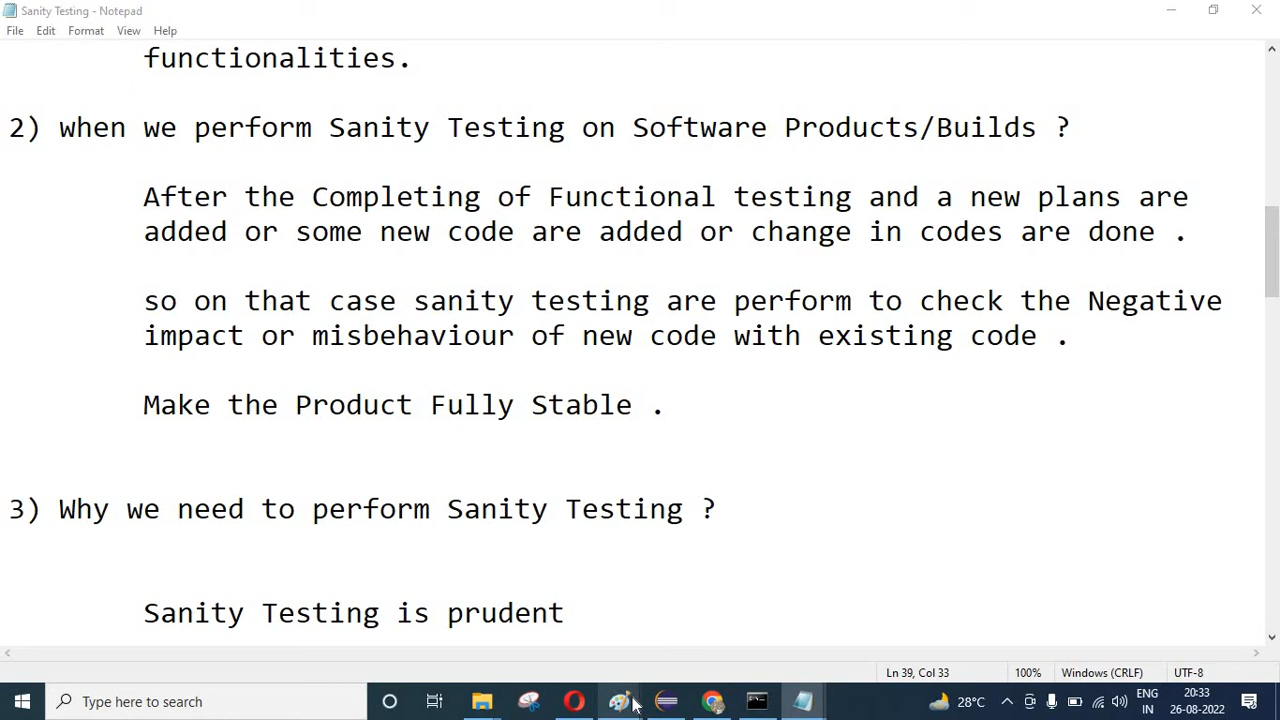 Sanity Testing - Notepad
File Edit Format View Help
functionalities.
2) when we perform Sanity Testing on Software Products/Builds ?
After the Completing of Functional testing and a new plans are
added or some new code are added or change in codes are done .
so on that case sanity testing are perform to check the Negative
impact or misbehaviour of new code with existing code .
Make the Product Fully Stable .
3) Why we need to perform Sanity Testing ?
Sanity Testing is prudent
Ln 39, Col 33 100% Windows (CRLF) UTF-8
Type here to search 28°C ENG 20:33
IN 26-08-2022